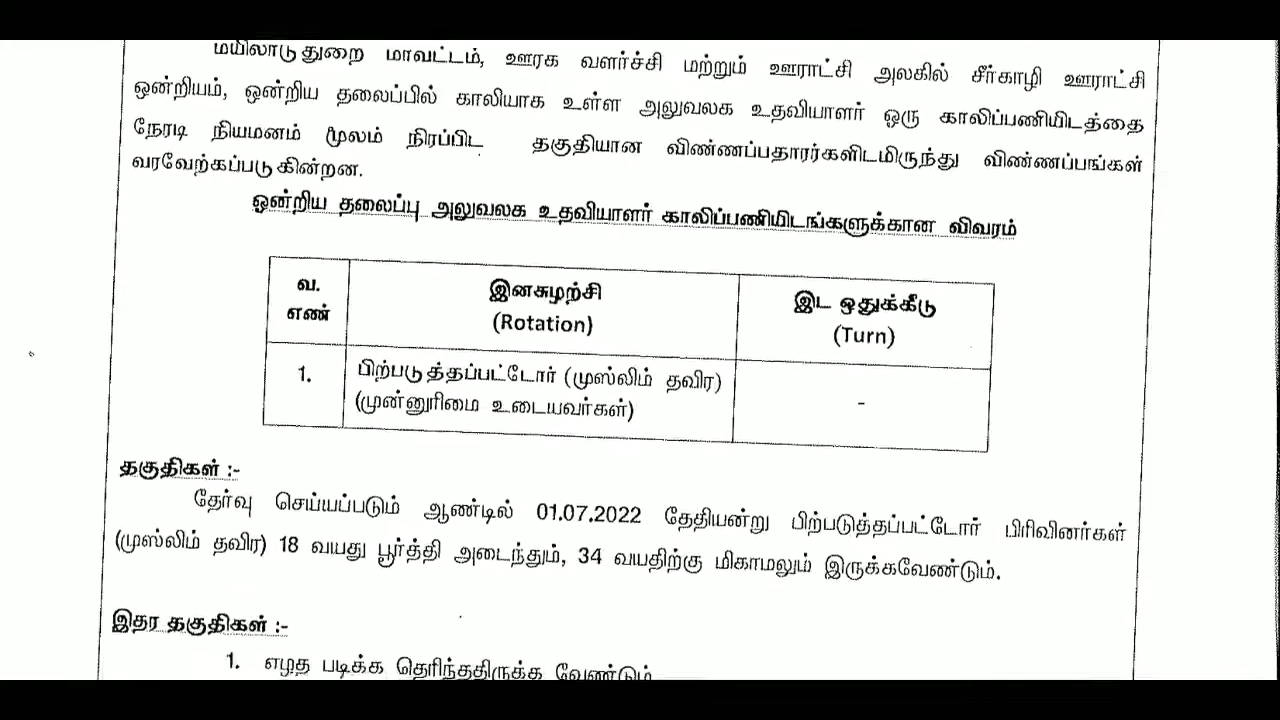 மயிலாடுதுறை மாவட்டம், ஊரக வளர்ச்சி மற்றும் ஊராட்சி அலகில் சீர்காழி ஊராட்சி
ஒன்றியம், ஒன்றிய தலைப்பில் காலியாக உள்ள அலுவலக உதவியாளர் ஒரு காலிப்பணியிடத்தை
நேரடி நியமனம் மூலம் நிரப்பிட தகுதியான விண்ணப்பதாரர்களிடமிருந்து விண்ணப்பங்கள்
வரவேற்கப்படுகின்றன.
ஒன்றிய தலைப்பு அலுவலக உதவியாளர் காலிப்பணியிடங்களுக்கான விவரம்
வ. எண்
இனசுழற்சி
(Rotation)
இட ஒதுக்கீடு
(Turn)
1.
பிற்படுத்தப்பட்டோர் (முஸ்லிம் தவிர)
(முன்னுரிமை உடையவர்கள்)
-
தகுதிகள் :-
தேர்வு செய்யப்படும் ஆண்டில் 01.07.2022 தேதியன்று பிற்படுத்தப்பட்டோர் பிரிவினர்கள்
(முஸ்லிம் தவிர) 18 வயது பூர்த்தி அடைந்தும், 34 வயதிற்கு மிகாமலும் இருக்கவேண்டும்.
இதர தகுதிகள் :-
1. எழுத படிக்க தெரிந்ததிருக்க வேண்டும்